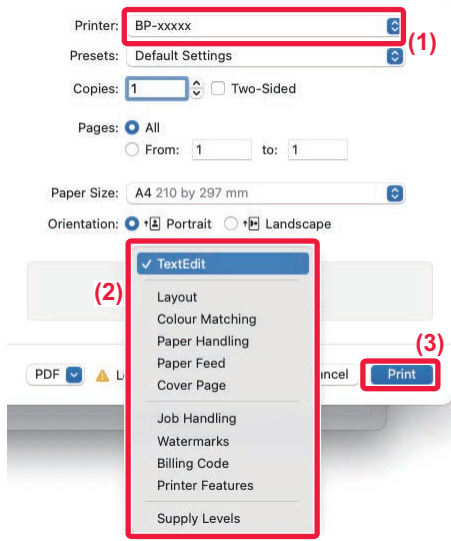 Printer: BP-xxxxx
(1)
Presets: Default Settings
Copies: 1 Two-Sided
Pages: All
From: 1 to: 1
Paper Size: A4 210 by 297 mm
Orientation: Portrait Landscape
(2)
✓ TextEdit
Layout
Colour Matching
Paper Handling
Paper Feed
Cover Page
Job Handling
Watermarks
Billing Code
Printer Features
Supply Levels
(3)
PDF Print